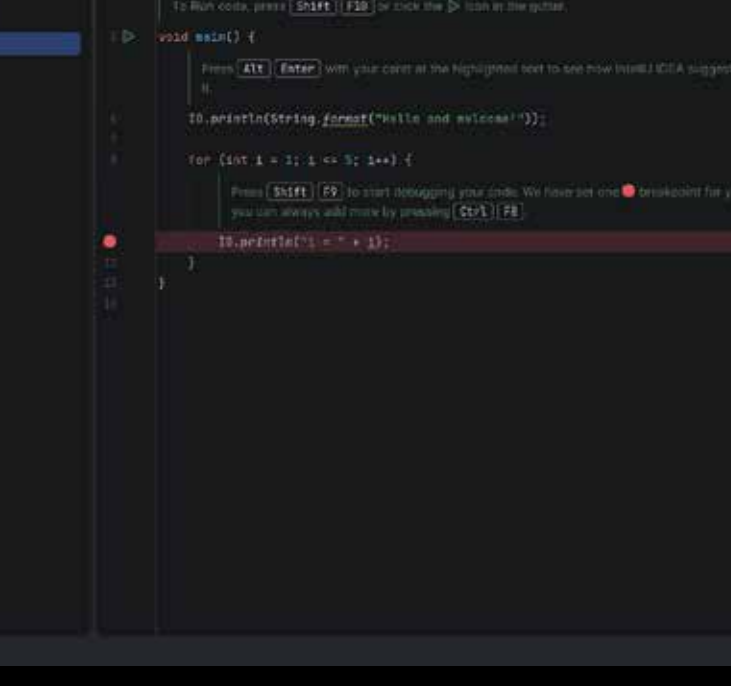 To Run code, press Shift F10 or click the icon in the gutter.
void main() {
Press Alt Enter with your caret at the highlighted text to see how IntelliJ IDEA suggest
it.
IO.println(String.format("Hello and welcome!"));
for (int i = 1; i <= 5; i++) {
Press Shift F9 to start debugging your code. We have set one breakpoint for y
you can always add more by pressing Ctrl F8.
IO.println("i = " + i);
}
}